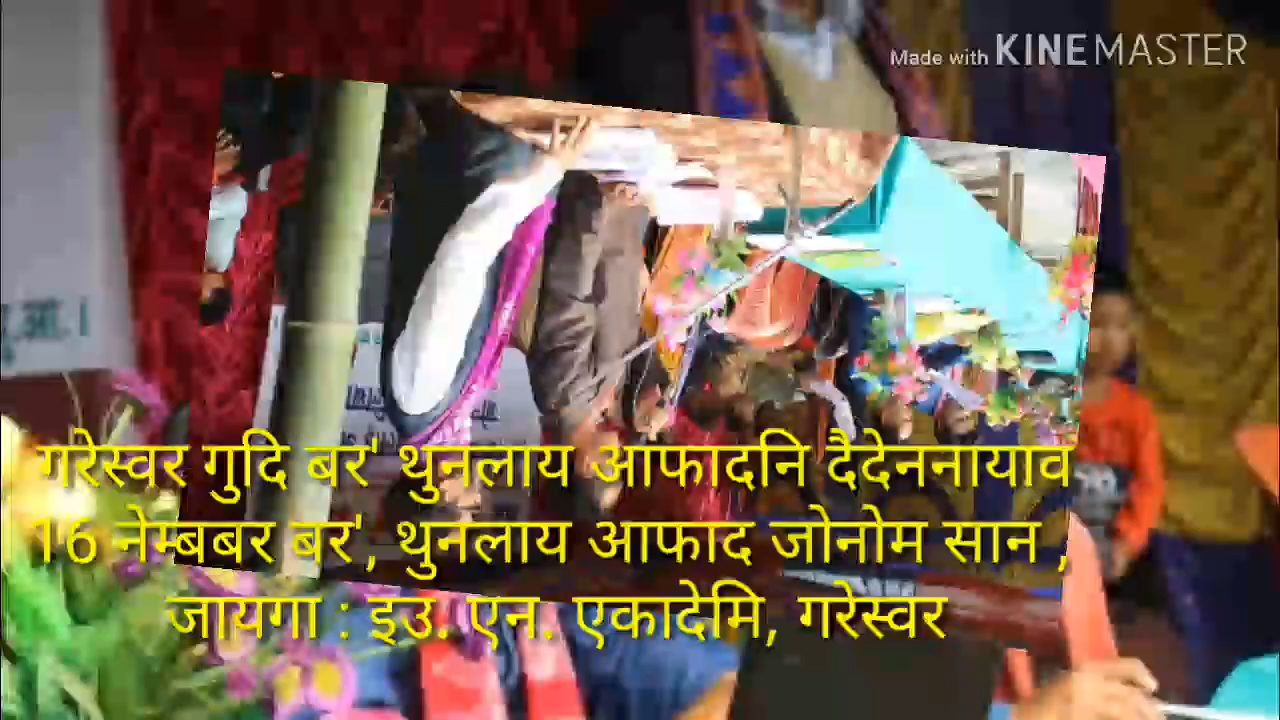 Made with KINEMASTER
गरेस्वर गुदि बर' थुनलाय आफादनि दैदेननायाव
16 नेम्बबर बर', थुनलाय आफाद जोनोम सान ,
जायगा : इउ. एन. एकादेमि, गरेस्वर